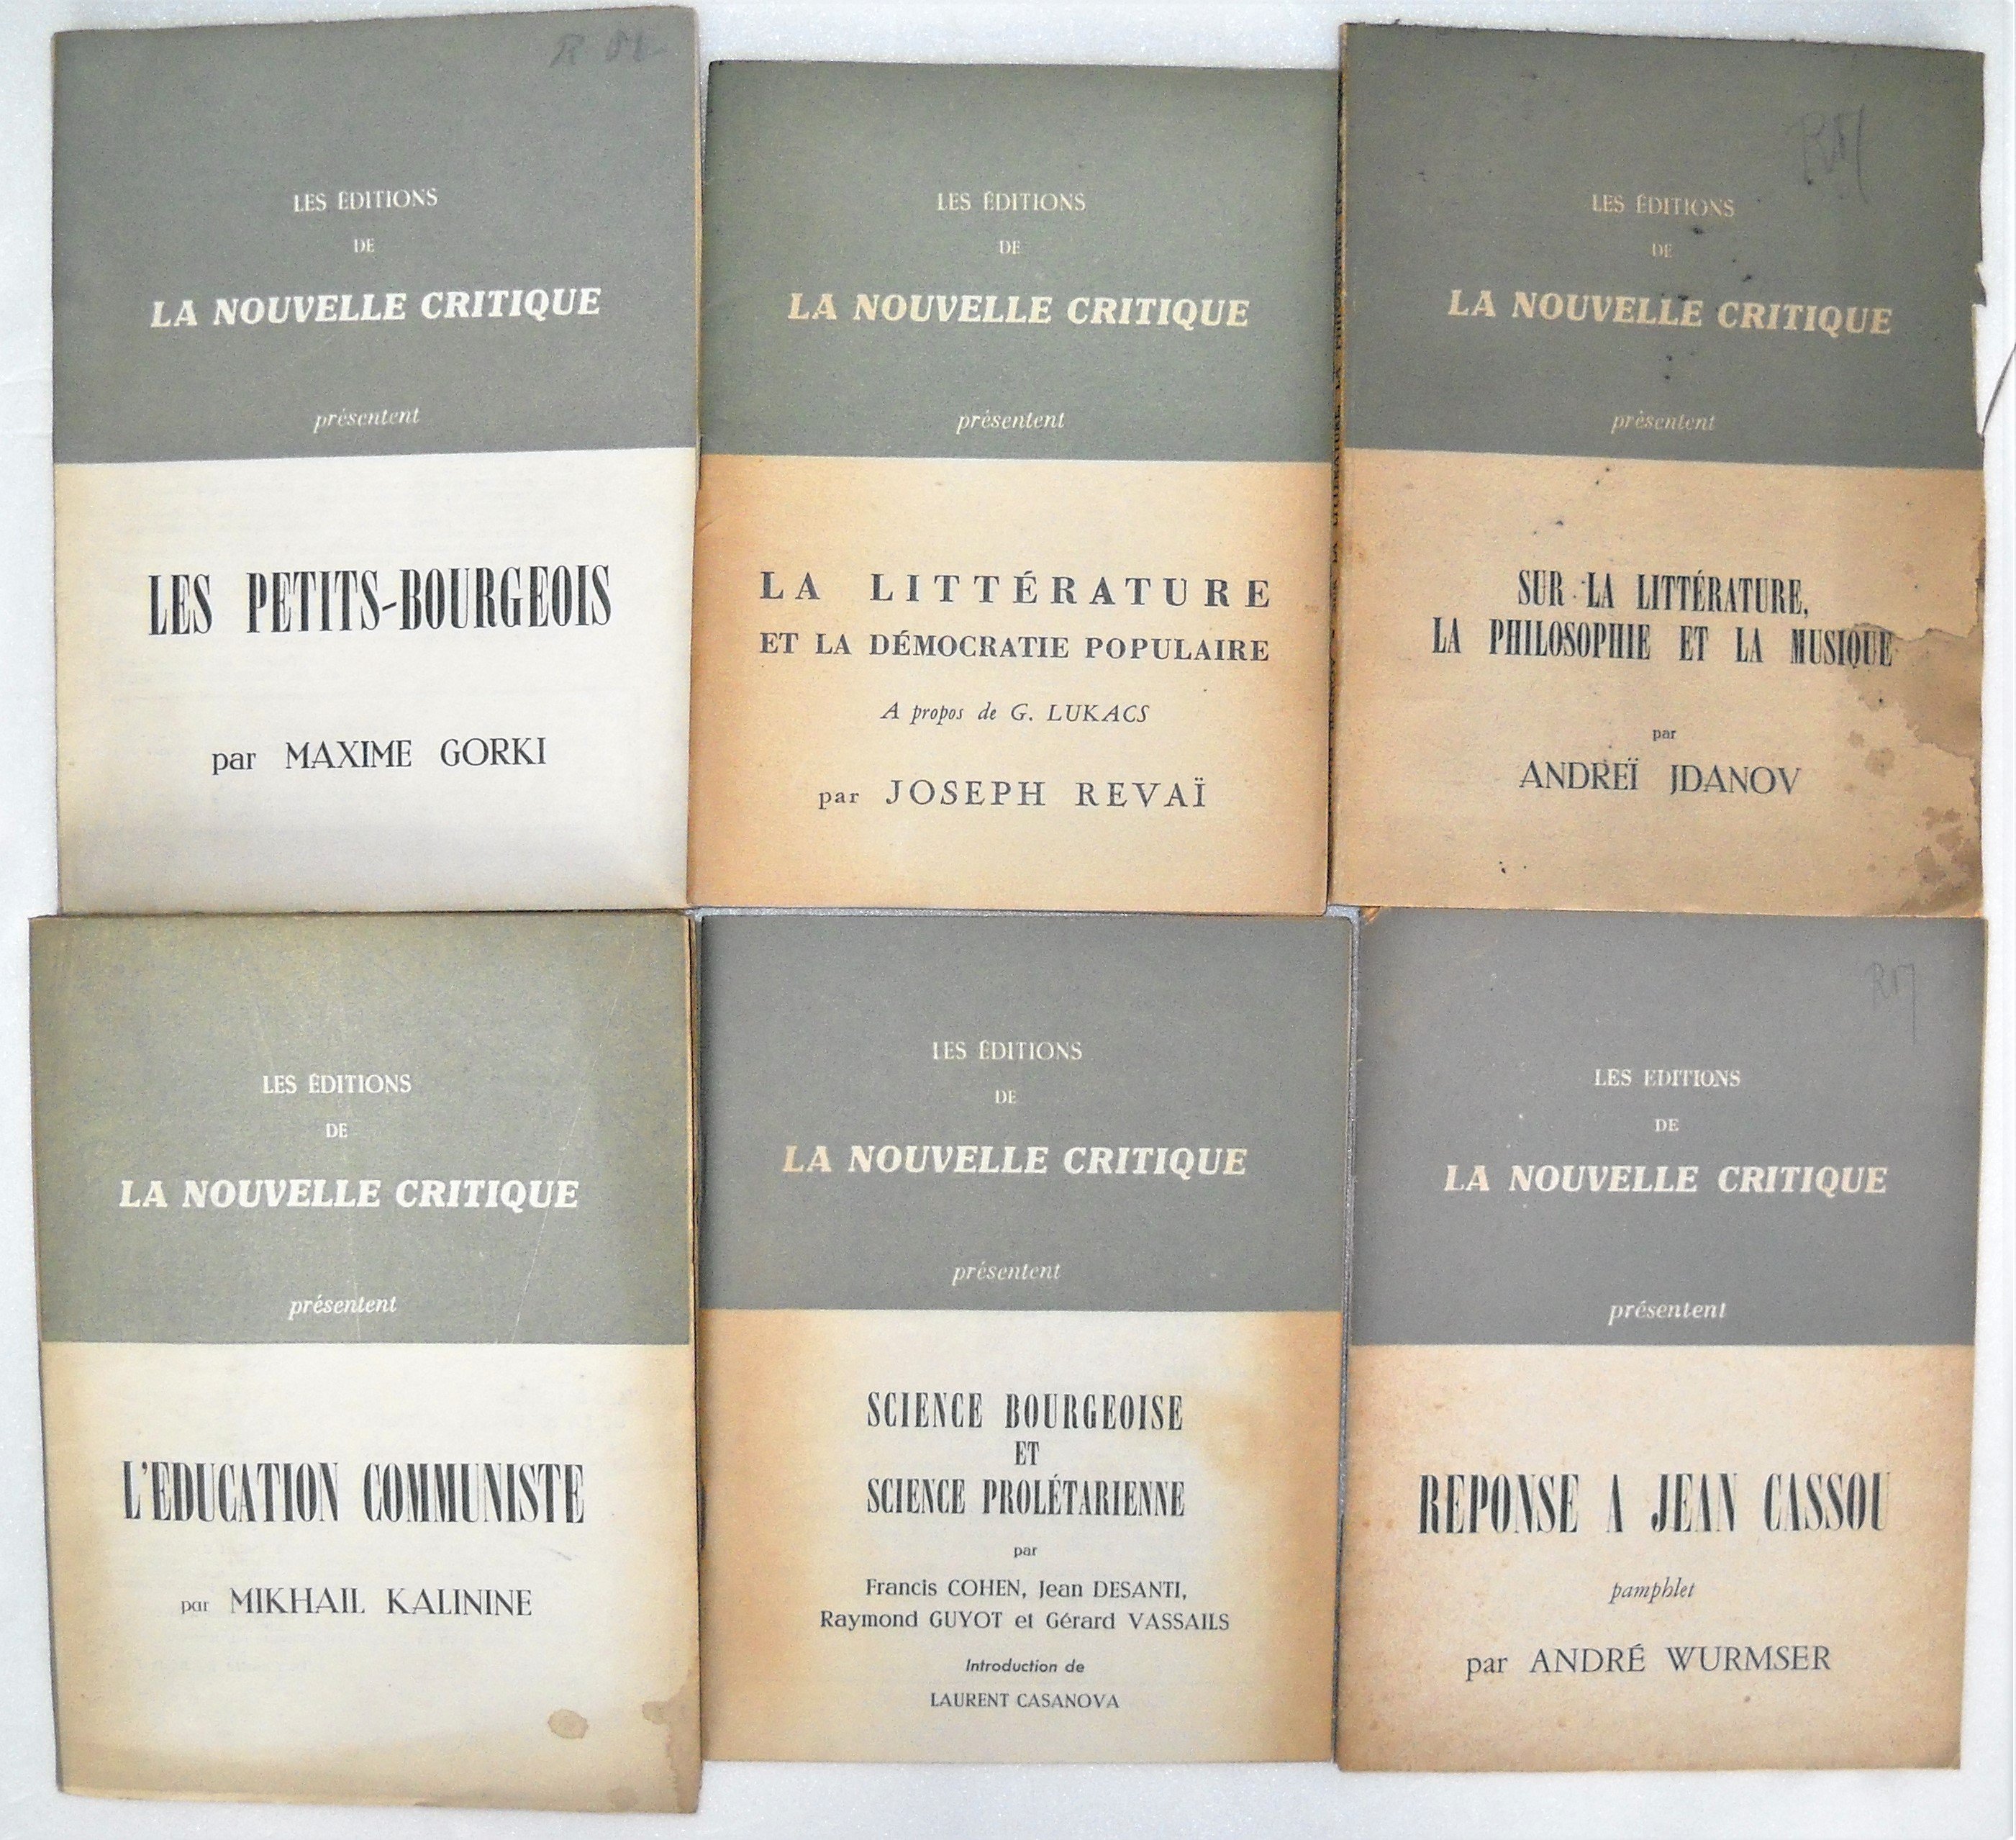 LES ÉDITIONS
DE
LA NOUVELLE CRITIQUE
présentent
LES PETITS-BOURGEOIS
par MAXIME GORKI
LES ÉDITIONS
DE
LA NOUVELLE CRITIQUE
présentent
LA LITTÉRATURE
ET LA DÉMOCRATIE POPULAIRE
A propos de G. LUKACS
par JOSEPH REVAÏ
LES ÉDITIONS
DE
LA NOUVELLE CRITIQUE
présentent
SUR LA LITTÉRATURE,
LA PHILOSOPHIE ET LA MUSIQUE
par
ANDREÏ JDANOV
LES ÉDITIONS
DE
LA NOUVELLE CRITIQUE
présentent
L'EDUCATION COMMUNISTE
par MIKHAIL KALININE
LES ÉDITIONS
DE
LA NOUVELLE CRITIQUE
présentent
SCIENCE BOURGEOISE
ET
SCIENCE PROLÉTARIENNE
par
Francis COHEN, Jean DESANTI,
Raymond GUYOT et Gérard VASSAILS
Introduction de
LAURENT CASANOVA
LES EDITIONS
DE
LA NOUVELLE CRITIQUE
présentent
REPONSE A JEAN CASSOU
pamphlet
par ANDRÉ WURMSER